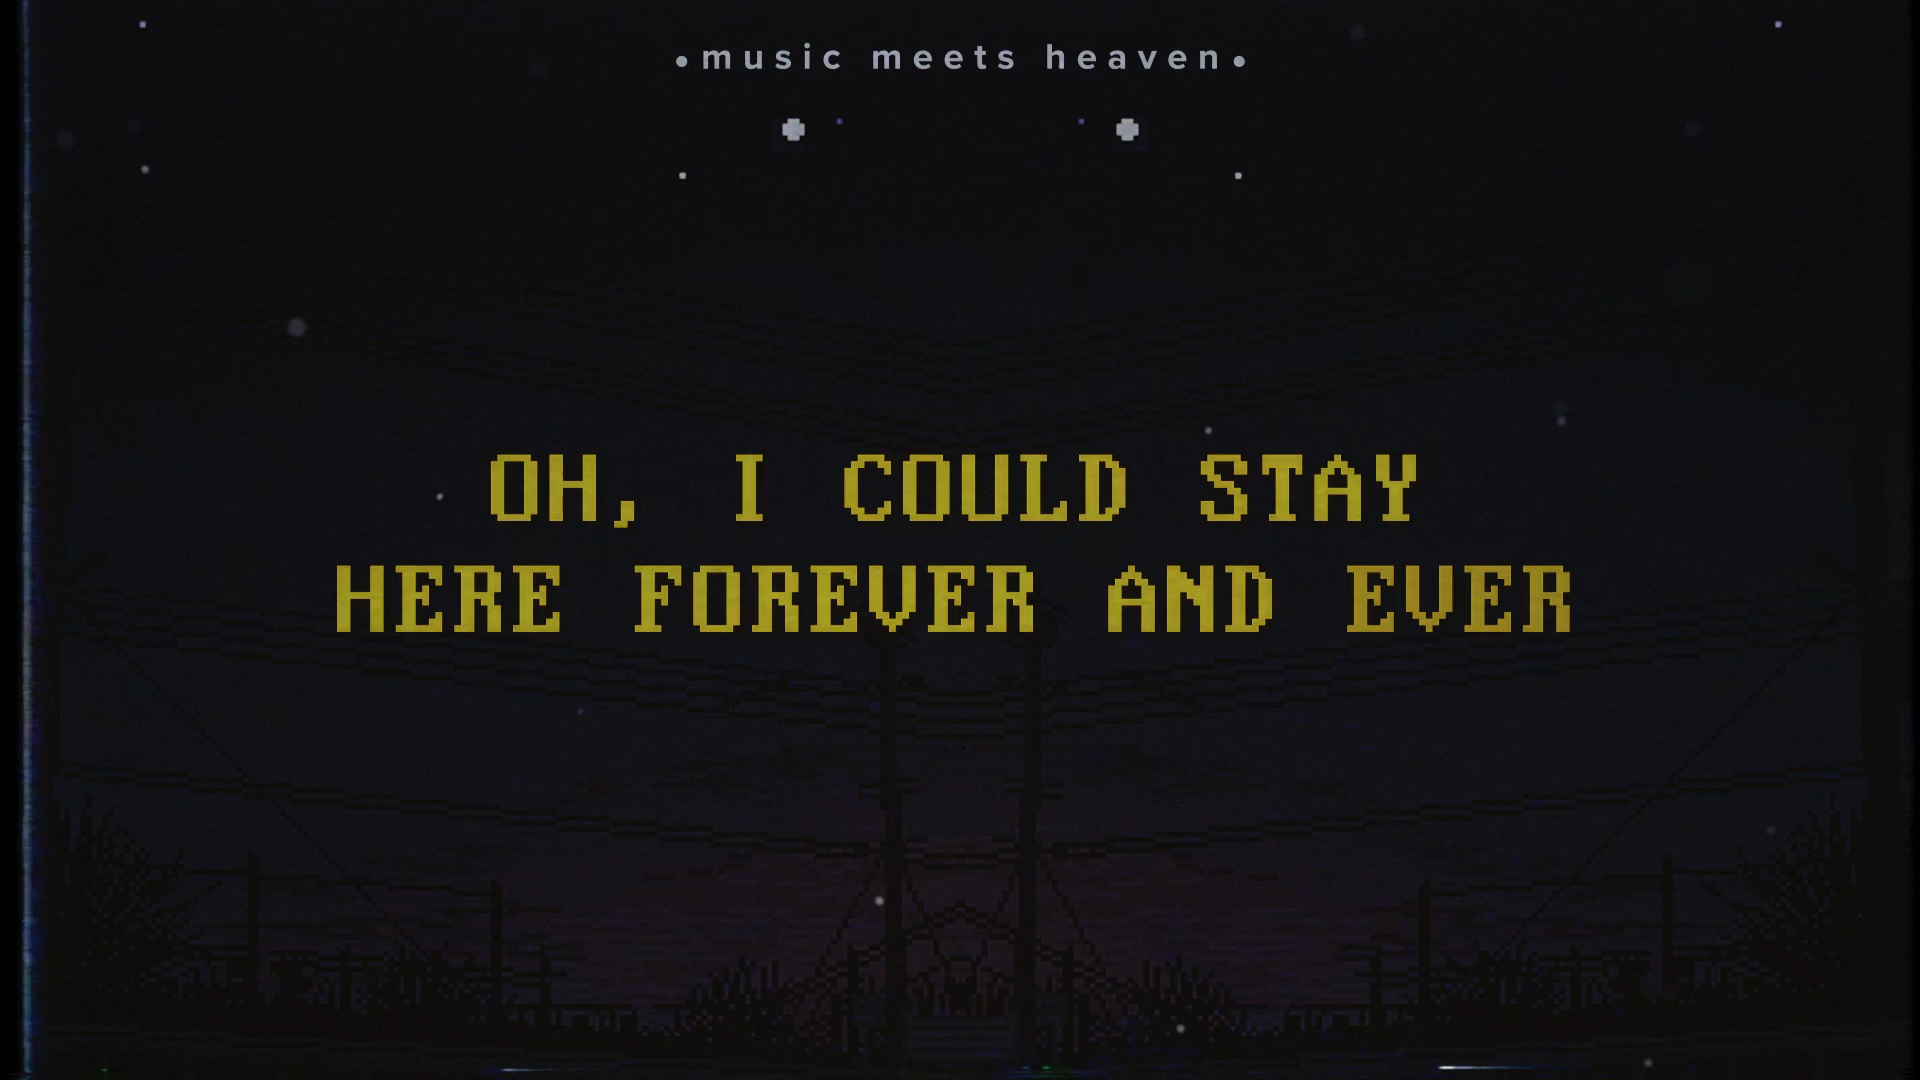 •music meets heaven•
OH, I COULD STAY
HERE FOREVER AND EVER